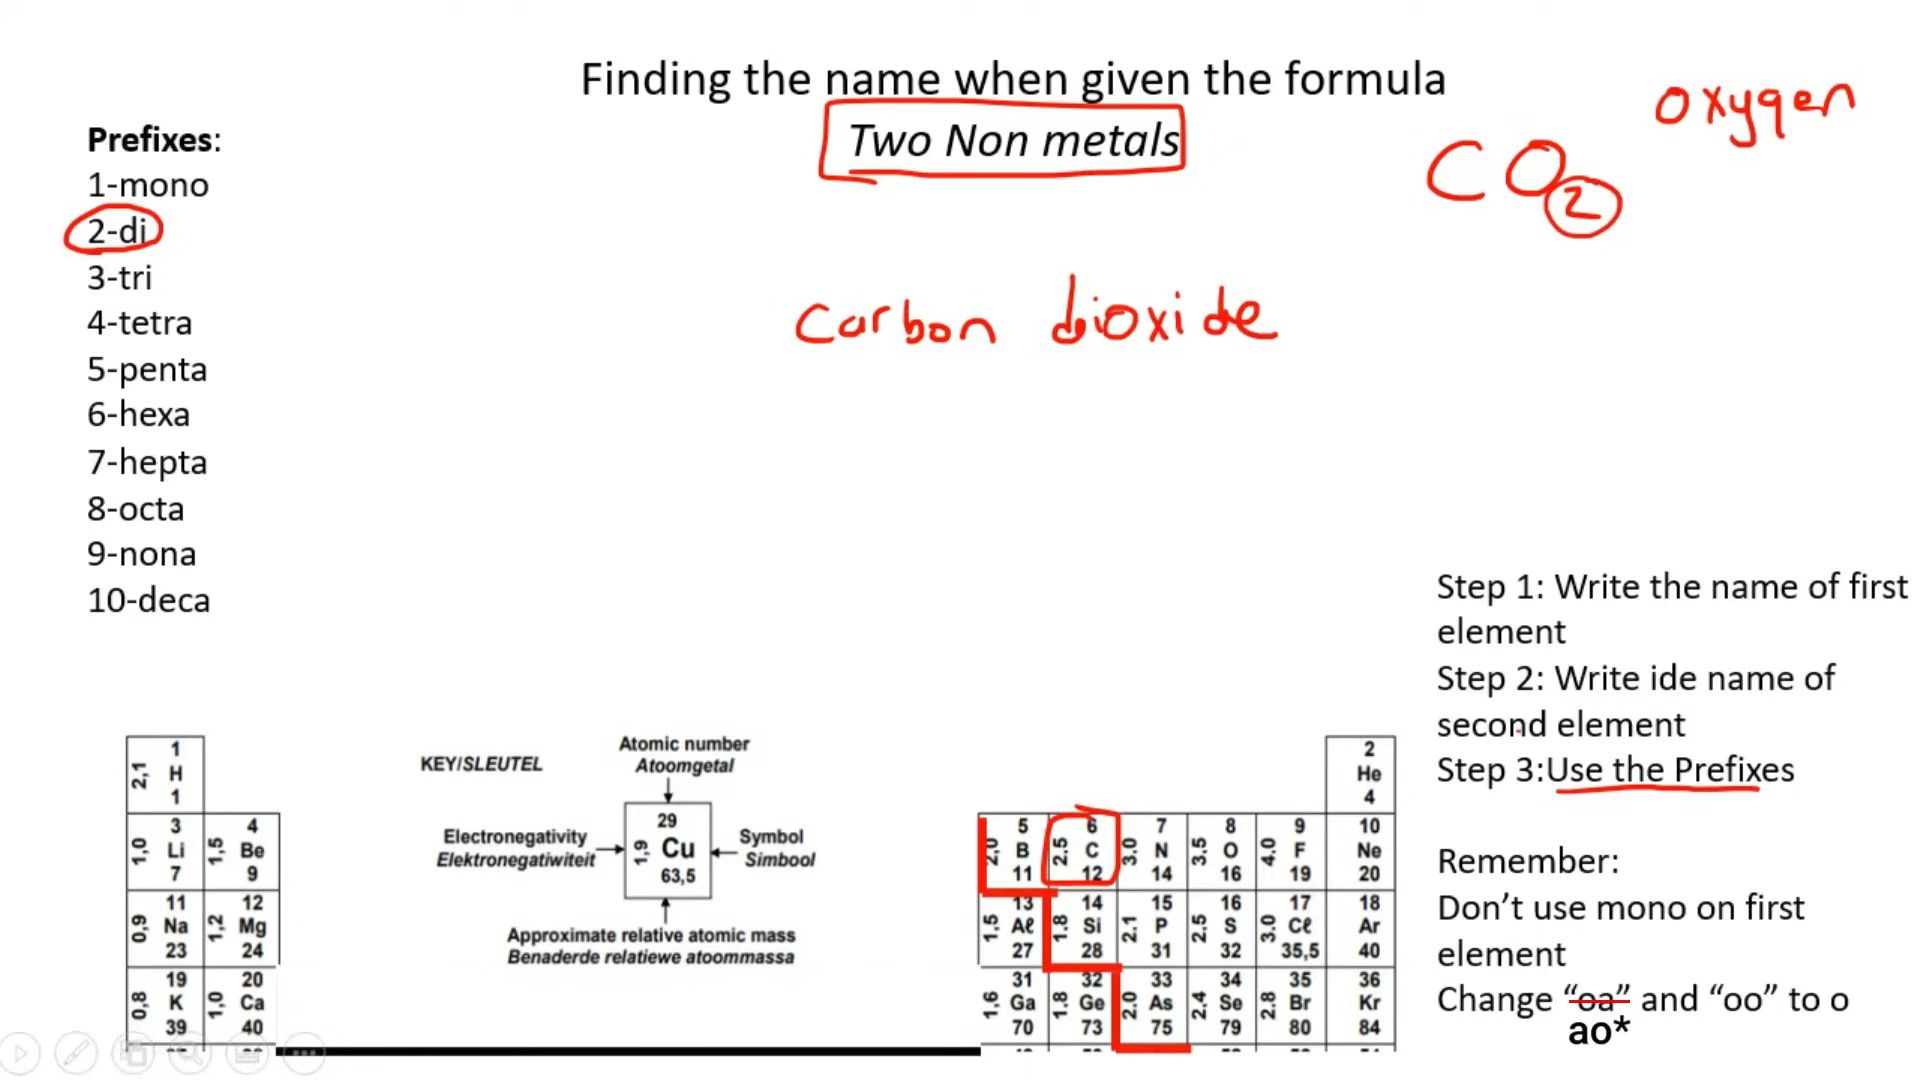 Finding the name when given the formula
Two Non metals
oxygen
CO2
Prefixes:
1-mono
2-di
3-tri
4-tetra
5-penta
6-hexa
7-hepta
8-octa
9-nona
10-deca
carbon dioxide
Step 1: Write the name of first
element
Step 2: Write ide name of
second element
Step 3:Use the Prefixes
Remember:
Don’t use mono on first
element
Change “oa” and “oo” to o
ao*
KEY/SLEUTEL
Atomic number
Atoomgetal
Electronegativity
Elektronegatiwiteit
29
1,9 Cu
63,5
Symbol
Simbool
Approximate relative atomic mass
Benaderde relatiewe atoommassa
1
2,1 H
1
3 4
1,0 Li 1,5 Be
7 9
11 12
0,9 Na 1,2 Mg
23 24
19 20
0,8 K 1,0 Ca
39 40
2
He
4
5 6 7 8 9 10
2,0 B 2,5 C 3,0 N 3,5 O 4,0 F Ne
11 12 14 16 19 20
13 14 15 16 17 18
1,5 Aℓ 1,8 Si 2,1 P 2,5 S 3,0 Cℓ Ar
27 28 31 32 35,5 40
31 32 33 34 35 36
1,6 Ga 1,8 Ge 2,0 As 2,4 Se 2,8 Br Kr
70 73 75 79 80 84